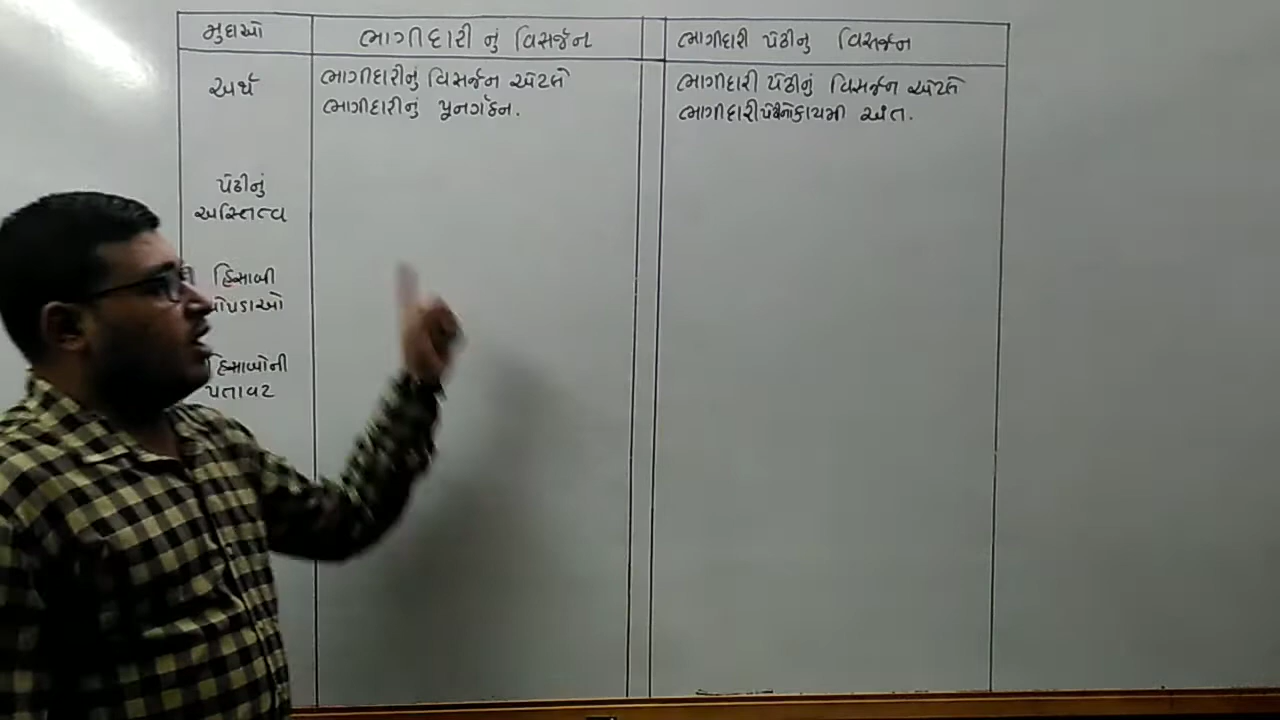 મુદ્દાઓ
ભાગીદારી નું વિસર્જન
ભાગીદારી પેઢીનું વિસર્જન
અર્થ
ભાગીદારીનું વિસર્જન એટલે
ભાગીદારીનું પૂનર્ગઠન.
ભાગીદારી પેઢીનું વિસર્જન એટલે
ભાગીદારી પેઢીનો કાયમી અંત.
પેઢીનું
અસ્તિત્વ
હિસાબી
ચોપડાઓ
હિસાબોની
પતાવટ